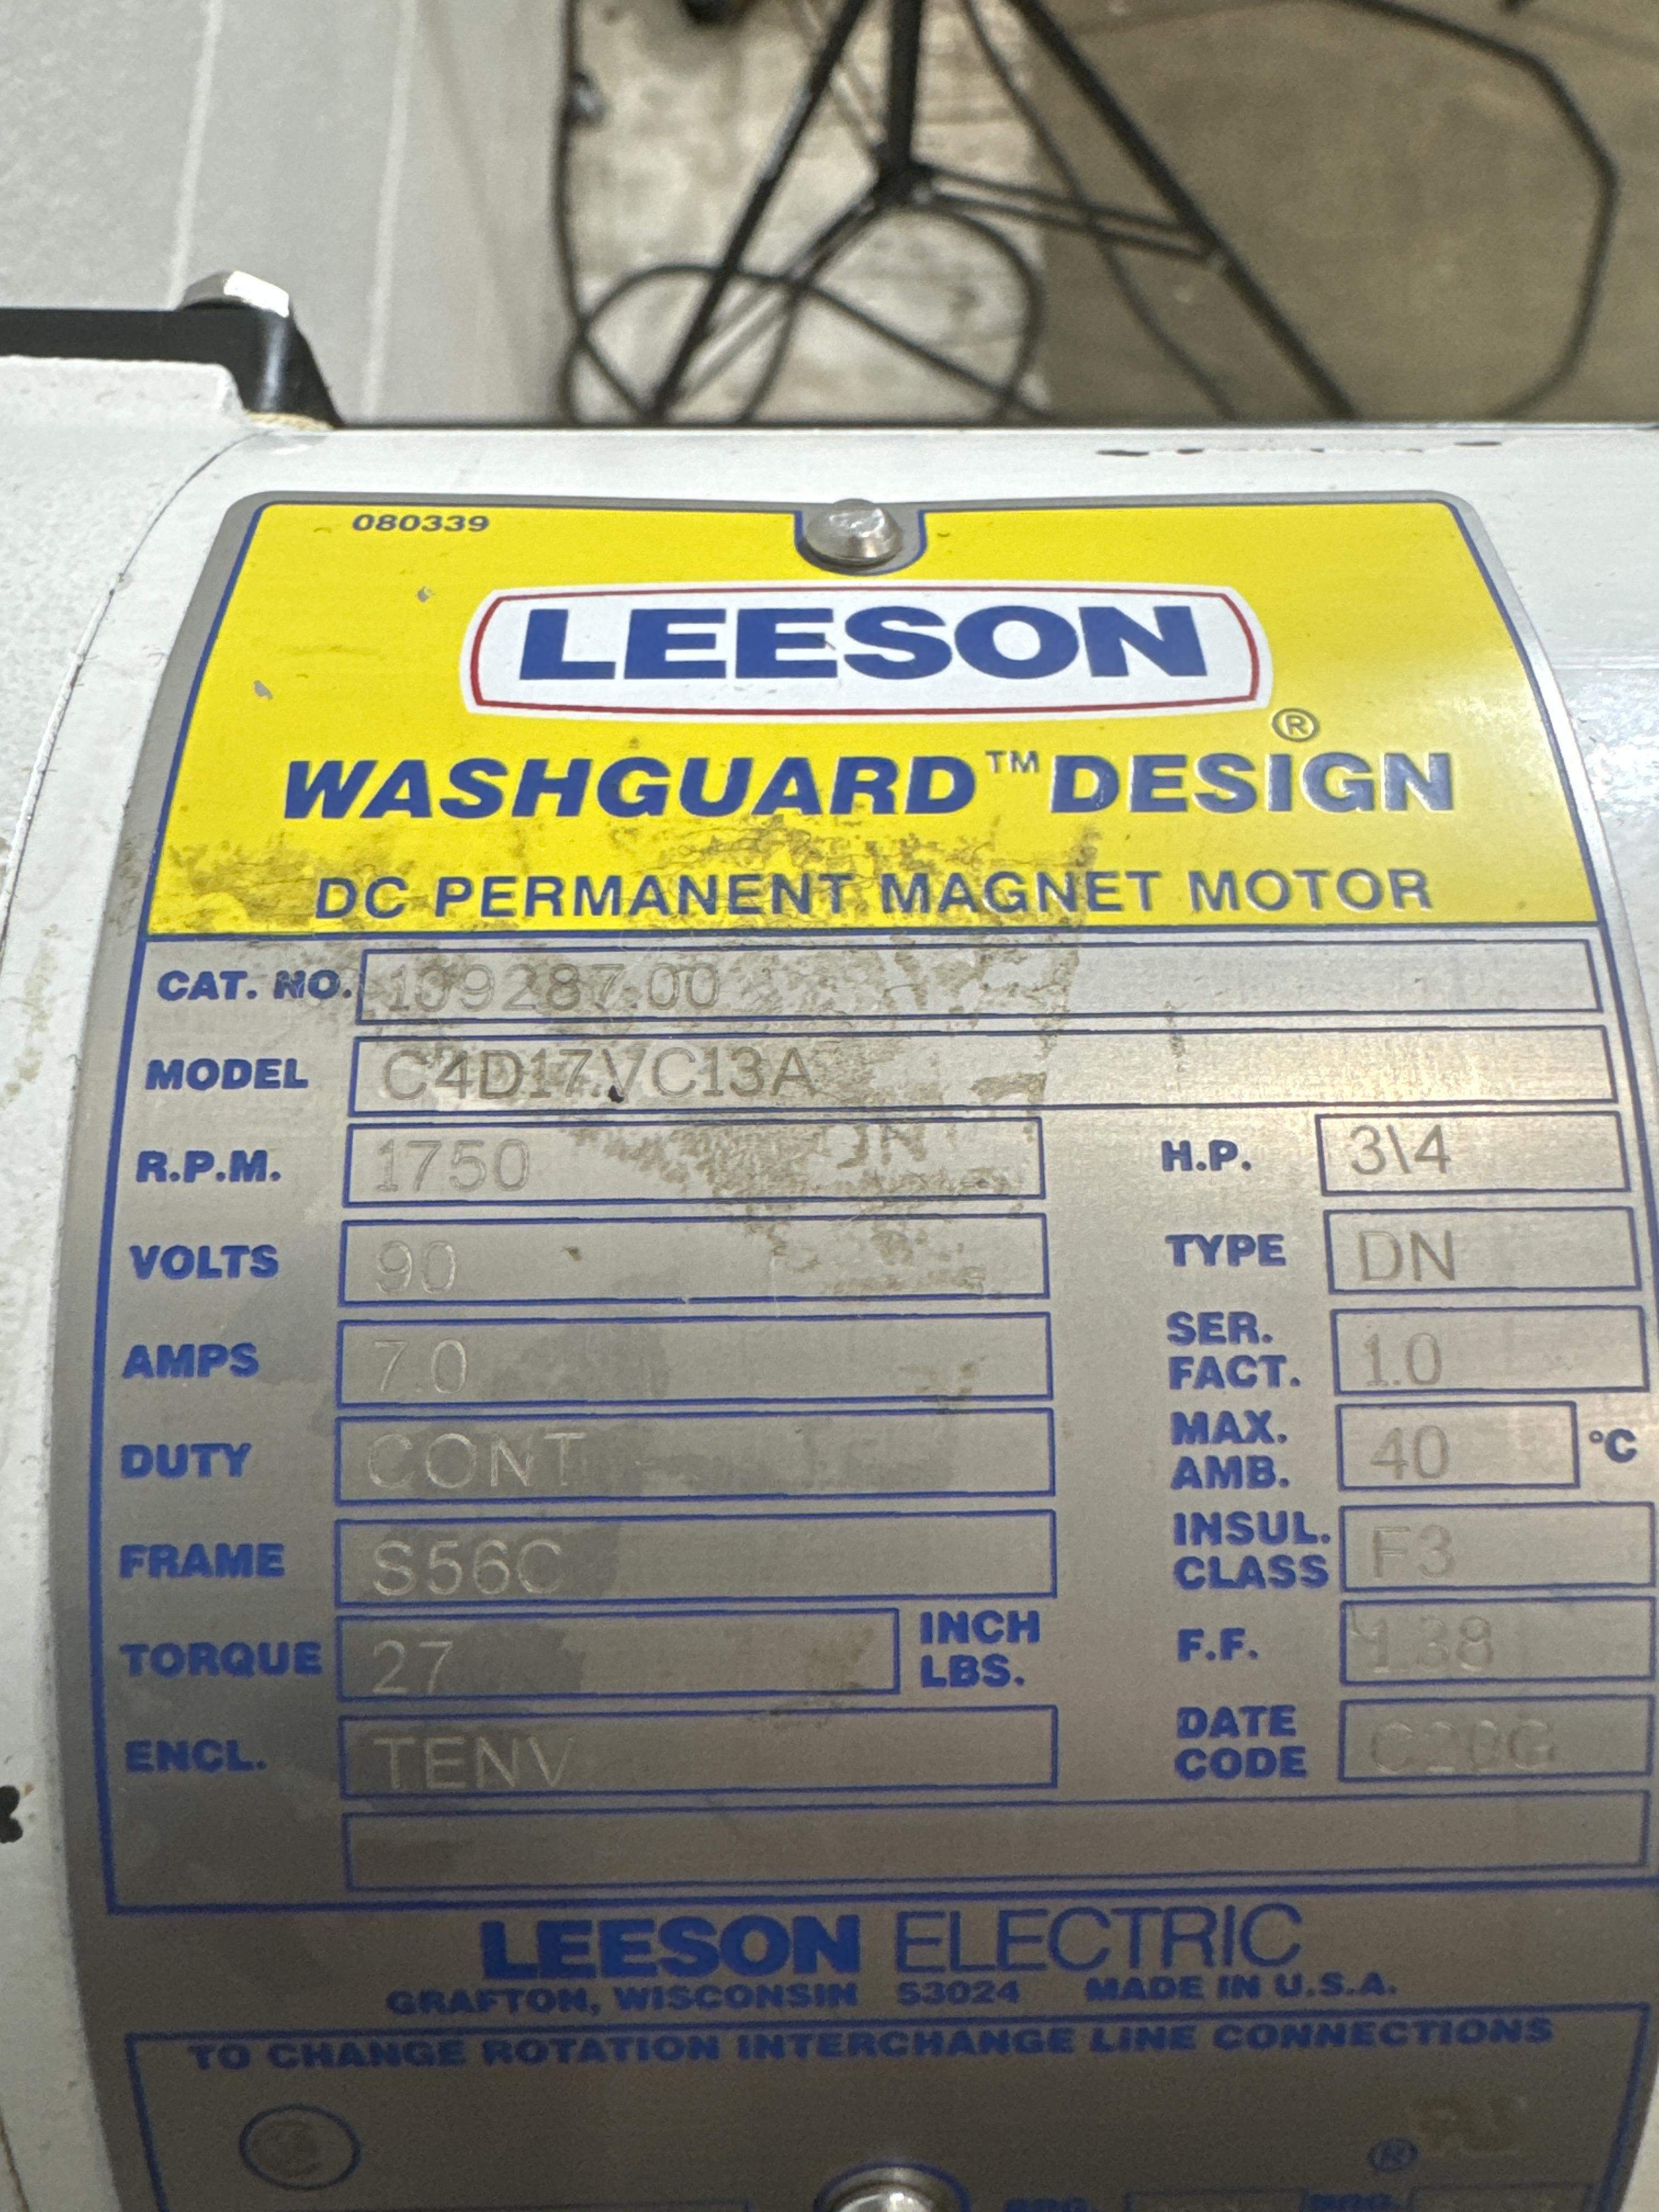 080339
LEESON
®
WASHGUARD™ DESIGN
DC PERMANENT MAGNET MOTOR
CAT. NO. 109287.00
MODEL C4D17VC13A
R.P.M. 1750 H.P. 3\4
VOLTS 90 TYPE DN
AMPS 7.0 SER. FACT. 1.0
DUTY CONT MAX. AMB. 40 °C
FRAME S56C INSUL. CLASS F3
TORQUE 27 INCH LBS. F.F. 1.38
ENCL. TENV DATE CODE
LEESON ELECTRIC
GRAFTON, WISCONSIN 53024 MADE IN U.S.A.
TO CHANGE ROTATION INTERCHANGE LINE CONNECTIONS
®